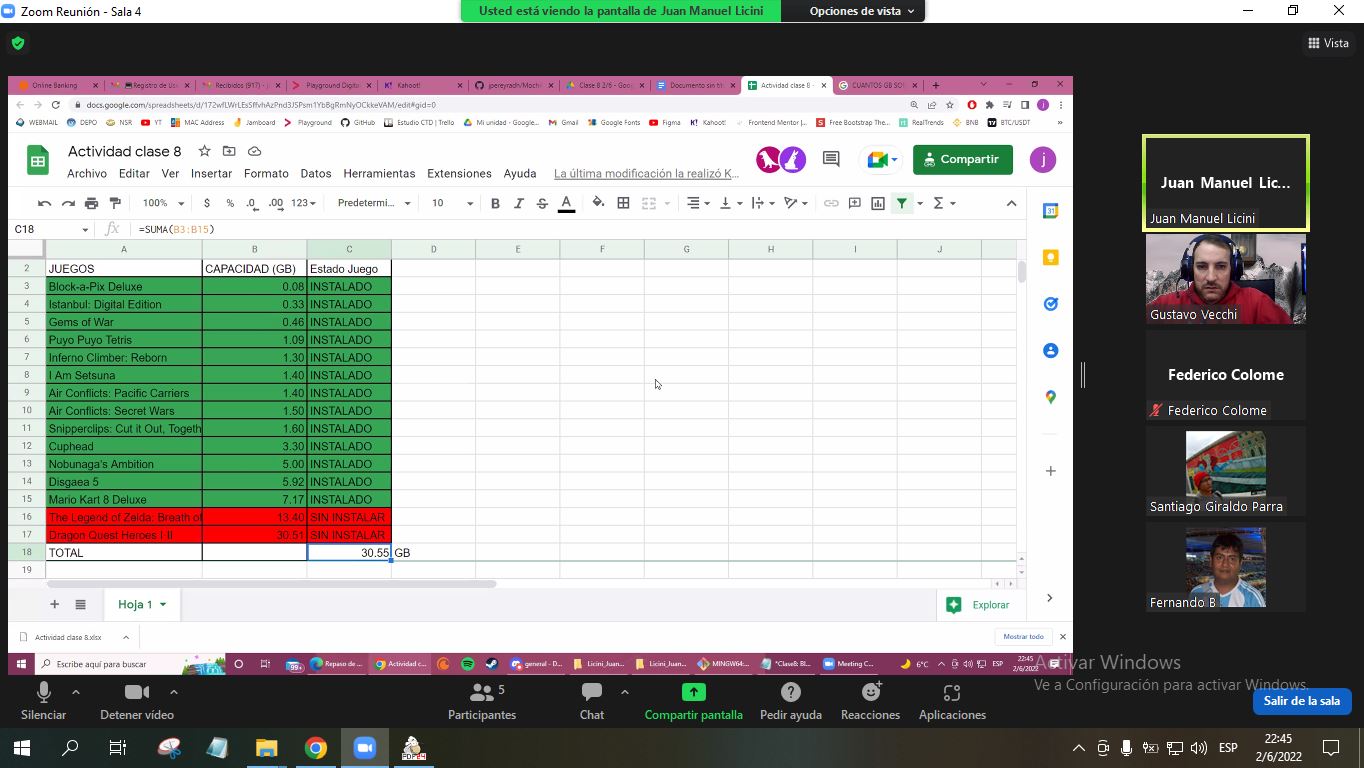 Zoom Reunión - Sala 4
Usted está viendo la pantalla de Juan Manuel Licini
Opciones de vista
Vista
Online Banking
Registro de Us
Recibidos (917) - j
Playground Digita
Kahoot!
joereyrach/Mochi
Clase 8 2/6 - Goog
Documento sin tít
Actividad clase 8 -
CUANTOS GB SO
docs.google.com/spreadsheets/d/172wfLWrLEsSffvhAzPnd3JSPsm1YbBgRmNyOCkkeVAM/edit#gid=0
WEBMAIL
DEPO
NSR
YT
MAC Address
Jamboard
Playground
GitHub
Estudio CTD | Trello
Mi unidad - Google...
Gmail
Google Fonts
Figma
Kahoot!
Frontend Mentor |...
Free Bootstrap The...
RealTrends
BNB
BTC/USDT
Actividad clase 8
Archivo Editar Ver Insertar Formato Datos Herramientas Extensiones Ayuda
La última modificación la realizó K…
Compartir
j
100% $ % .0 .00 123 Predetermi... 10 B I S A Σ
C18 fx =SUMA(B3:B15)
A B C D E F G H I J
2 JUEGOS CAPACIDAD (GB) Estado Juego
3 Block-a-Pix Deluxe 0.08 INSTALADO
4 Istanbul: Digital Edition 0.33 INSTALADO
5 Gems of War 0.46 INSTALADO
6 Puyo Puyo Tetris 1.09 INSTALADO
7 Inferno Climber: Reborn 1.30 INSTALADO
8 I Am Setsuna 1.40 INSTALADO
9 Air Conflicts: Pacific Carriers 1.40 INSTALADO
10 Air Conflicts: Secret Wars 1.50 INSTALADO
11 Snipperclips: Cut it Out, Togeth 1.60 INSTALADO
12 Cuphead 3.30 INSTALADO
13 Nobunaga's Ambition 5.00 INSTALADO
14 Disgaea 5 5.92 INSTALADO
15 Mario Kart 8 Deluxe 7.17 INSTALADO
16 The Legend of Zelda: Breath of 13.40 SIN INSTALAR
17 Dragon Quest Heroes I II 30.51 SIN INSTALAR
18 TOTAL 30.55 GB
19
Hoja 1
Explorar
Actividad clase 8.xlsx
Mostrar todo
Escribe aquí para buscar
99+
Repaso de ...
Actividad c...
general - D...
Licini_Juan...
Licini_Juan...
MINGW64:...
*Clase8: Bl...
Meeting C...
6°C
ESP
22:45
2/6/2022
Juan Manuel Lic...
Juan Manuel Licini
Gustavo Vecchi
Federico Colome
Federico Colome
Santiago Giraldo Parra
Fernando B
Activar Windows
Ve a Configuración para activar Windows.
Silenciar
Detener vídeo
5
Participantes
Chat
Compartir pantalla
Pedir ayuda
Reacciones
Aplicaciones
Salir de la sala
ESP
22:45
2/6/2022